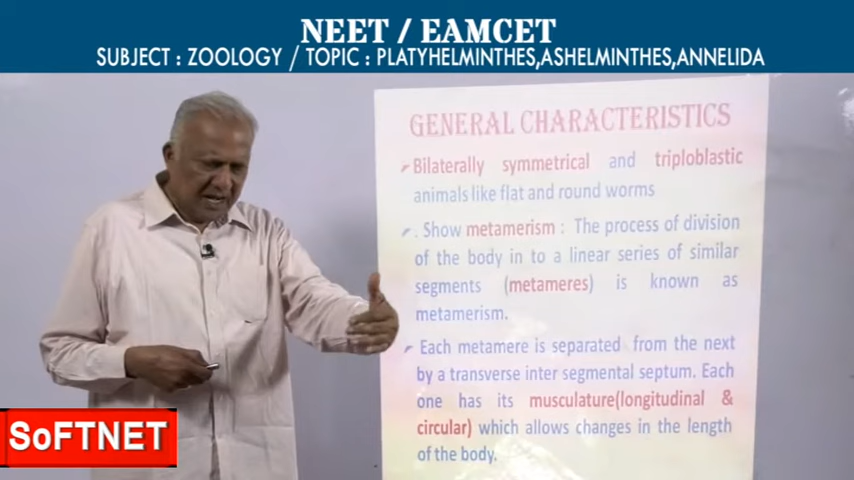 NEET / EAMCET
SUBJECT : ZOOLOGY / TOPIC : PLATYHELMINTHES,ASHELMINTHES,ANNELIDA
GENERAL CHARACTERISTICS
Bilaterally symmetrical and triploblastic
animals like flat and round worms
. Show metamerism : The process of division
of the body in to a linear series of similar
segments (metameres) is known as
metamerism.
Each metamere is separated from the next
by a transverse inter segmental septum. Each
one has its musculature(longitudinal &
circular) which allows changes in the length
of the body.
SoFTNET